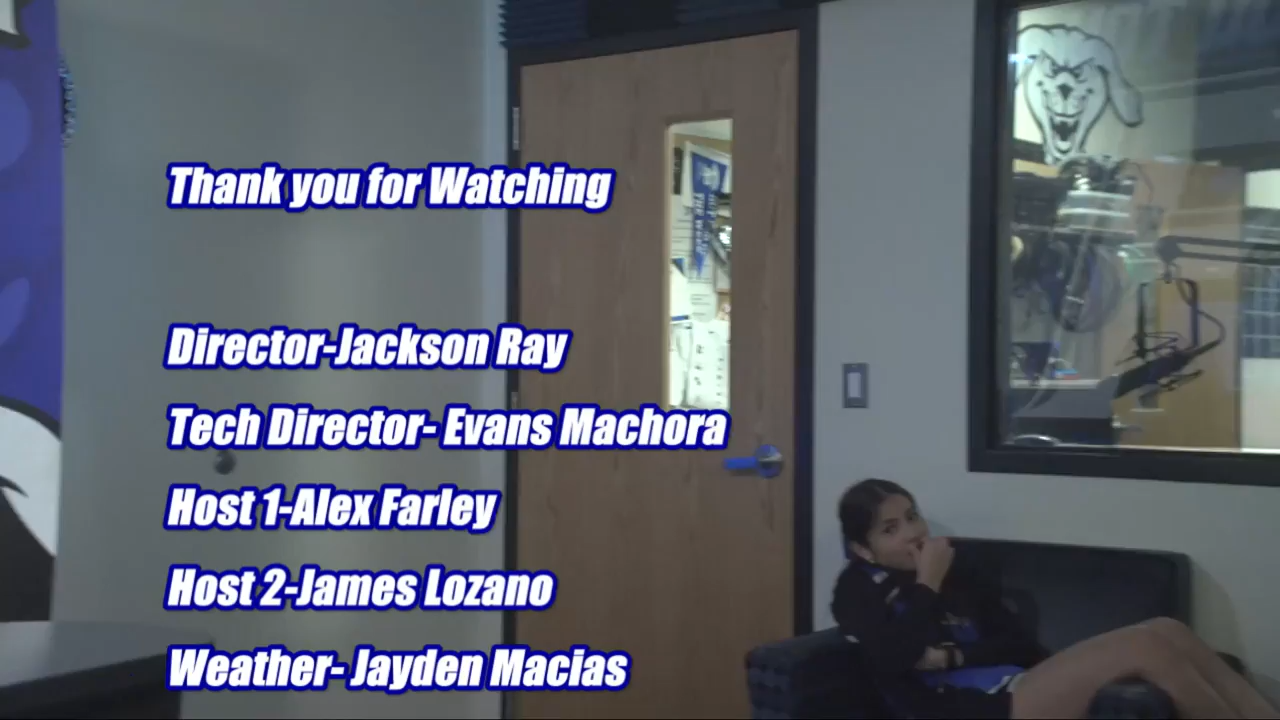 Thank you for Watching
Director-Jackson Ray
Tech Director- Evans Machora
Host 1-Alex Farley
Host 2-James Lozano
Weather- Jayden Macias